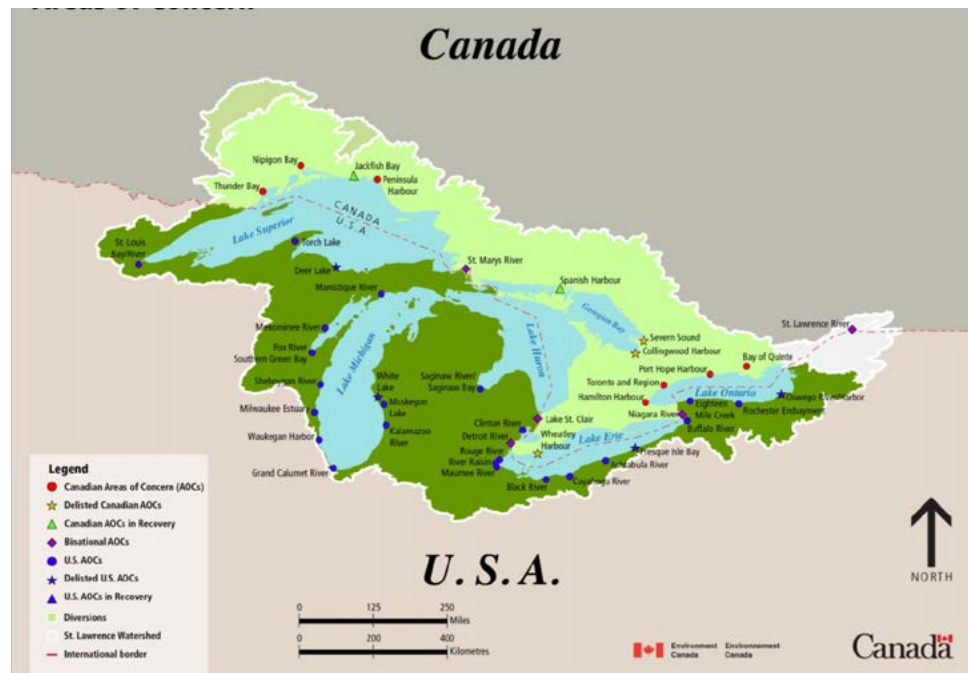 Areas of Concern
Canada
Nipigon Bay
Jackfish Bay
Thunder Bay
Peninsula
Harbour
CANADA
U.S.A.
Lake Superior
St. Louis
Bay/River
Torch Lake
Deer Lake
St. Marys River
Spanish Harbour
Manistique River
Georgian Bay
Menominee River
Lake Huron
St. Lawrence River
Severn Sound
Collingwood Harbour
Fox River
Southern Green Bay
Lake Michigan
Port Hope Harbour
Bay of Quinte
White
Lake
Saginaw River/
Saginaw Bay
Toronto and Region
Sheboygan River
Lake Ontario
Muskegon
Lake
Hamilton Harbour
Eighteen
Mile Creek
Oswego River/Harbor
Rochester Embayment
Milwaukee Estuary
Kalamazoo
River
Clinton River
Lake St. Clair
Niagara River
Buffalo River
Waukegan Harbor
Detroit River
Wheatley
Harbour
Lake Erie
Rouge River
River Raisin
Maumee River
Presque Isle Bay
Grand Calumet River
Ashtabula River
Black River
Cuyahoga River
Legend
Canadian Areas of Concern (AOCs)
Delisted Canadian AOCs
Canadian AOCs in Recovery
Binational AOCs
U.S. AOCs
Delisted U.S. AOCs
U.S. AOCs in Recovery
Diversions
St. Lawrence Watershed
International border
U. S. A.
NORTH
0 125 250
Miles
0 200 400
Kilometres
Environment Environnement
Canada Canada
Canada